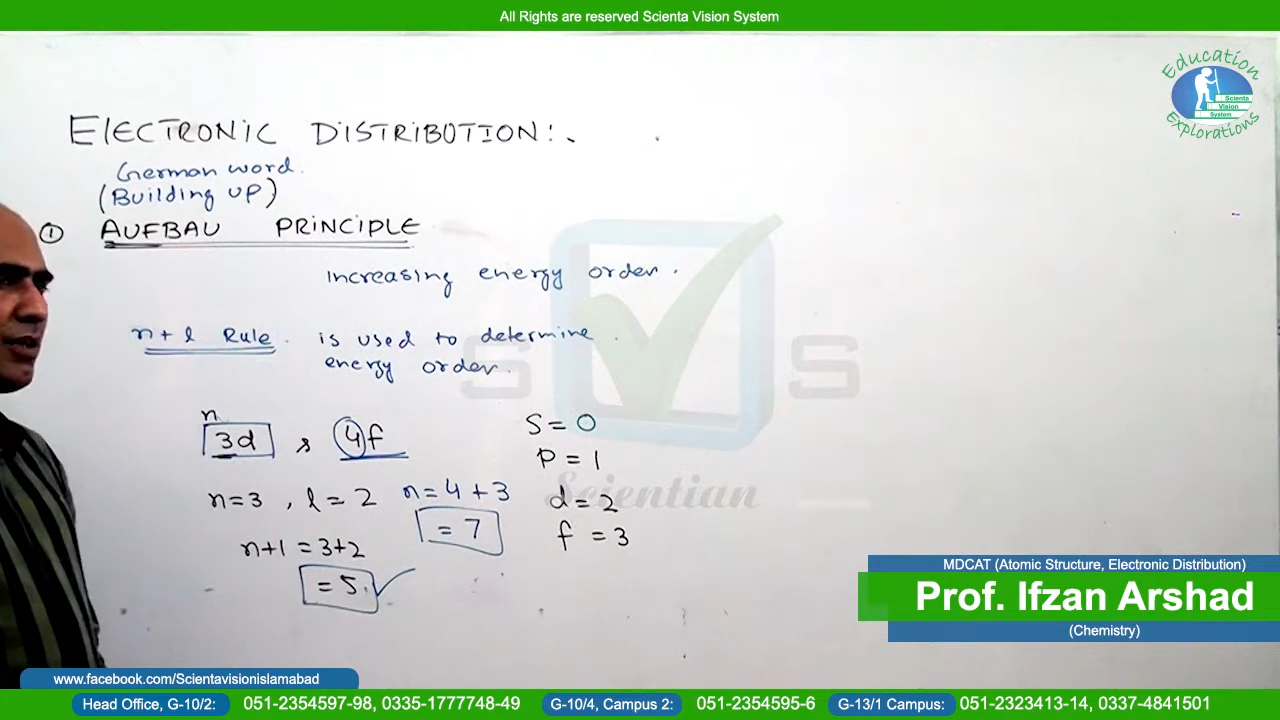 All Rights are reserved Scienta Vision System
Education
Scienta
Vision
System
Explorations
ElECTRONIC DISTRIBUTION:.
German word.
(Building up)
① AUFBAU PRINCIPLE
increasing energy order.
n + l Rule. is used to determine.
energy order.
n
3d , 4f
S = 0
P = 1
n=3 , l = 2 n=4+3 d = 2
= 7 f = 3
n+l = 3+2
= 5.
S S
Scientian
MDCAT (Atomic Structure, Electronic Distribution)
Prof. Ifzan Arshad
(Chemistry)
www.facebook.com/Scientavisionislamabad
Head Office, G-10/2: 051-2354597-98, 0335-1777748-49 G-10/4, Campus 2: 051-2354595-6 G-13/1 Campus: 051-2323413-14, 0337-4841501